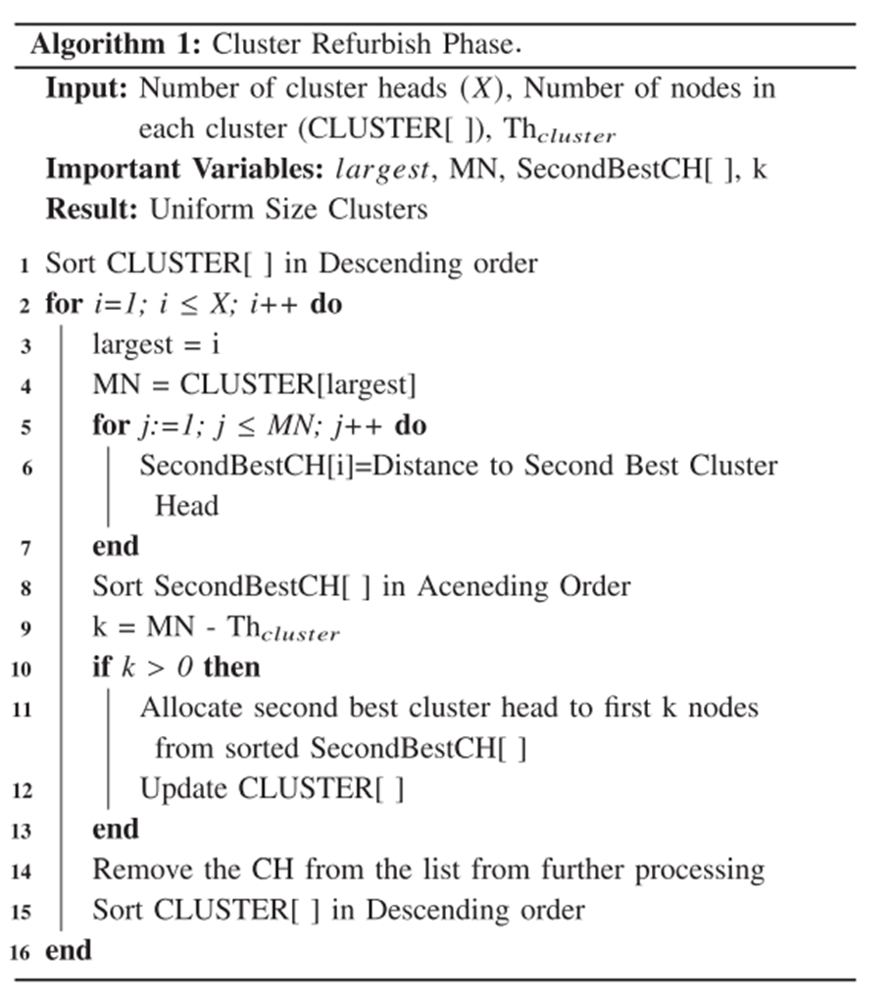 Algorithm 1: Cluster Refurbish Phase.
Input: Number of cluster heads (X), Number of nodes in
each cluster (CLUSTER[ ]), Th_cluster
Important Variables: largest, MN, SecondBestCH[ ], k
Result: Uniform Size Clusters
1 Sort CLUSTER[ ] in Descending order
2 for i=1; i ≤ X; i++ do
3 largest = i
4 MN = CLUSTER[largest]
5 for j:=1; j ≤ MN; j++ do
6 SecondBestCH[i]=Distance to Second Best Cluster
Head
7 end
8 Sort SecondBestCH[ ] in Aceneding Order
9 k = MN - Th_cluster
10 if k > 0 then
11 Allocate second best cluster head to first k nodes
from sorted SecondBestCH[ ]
12 Update CLUSTER[ ]
13 end
14 Remove the CH from the list from further processing
15 Sort CLUSTER[ ] in Descending order
16 end